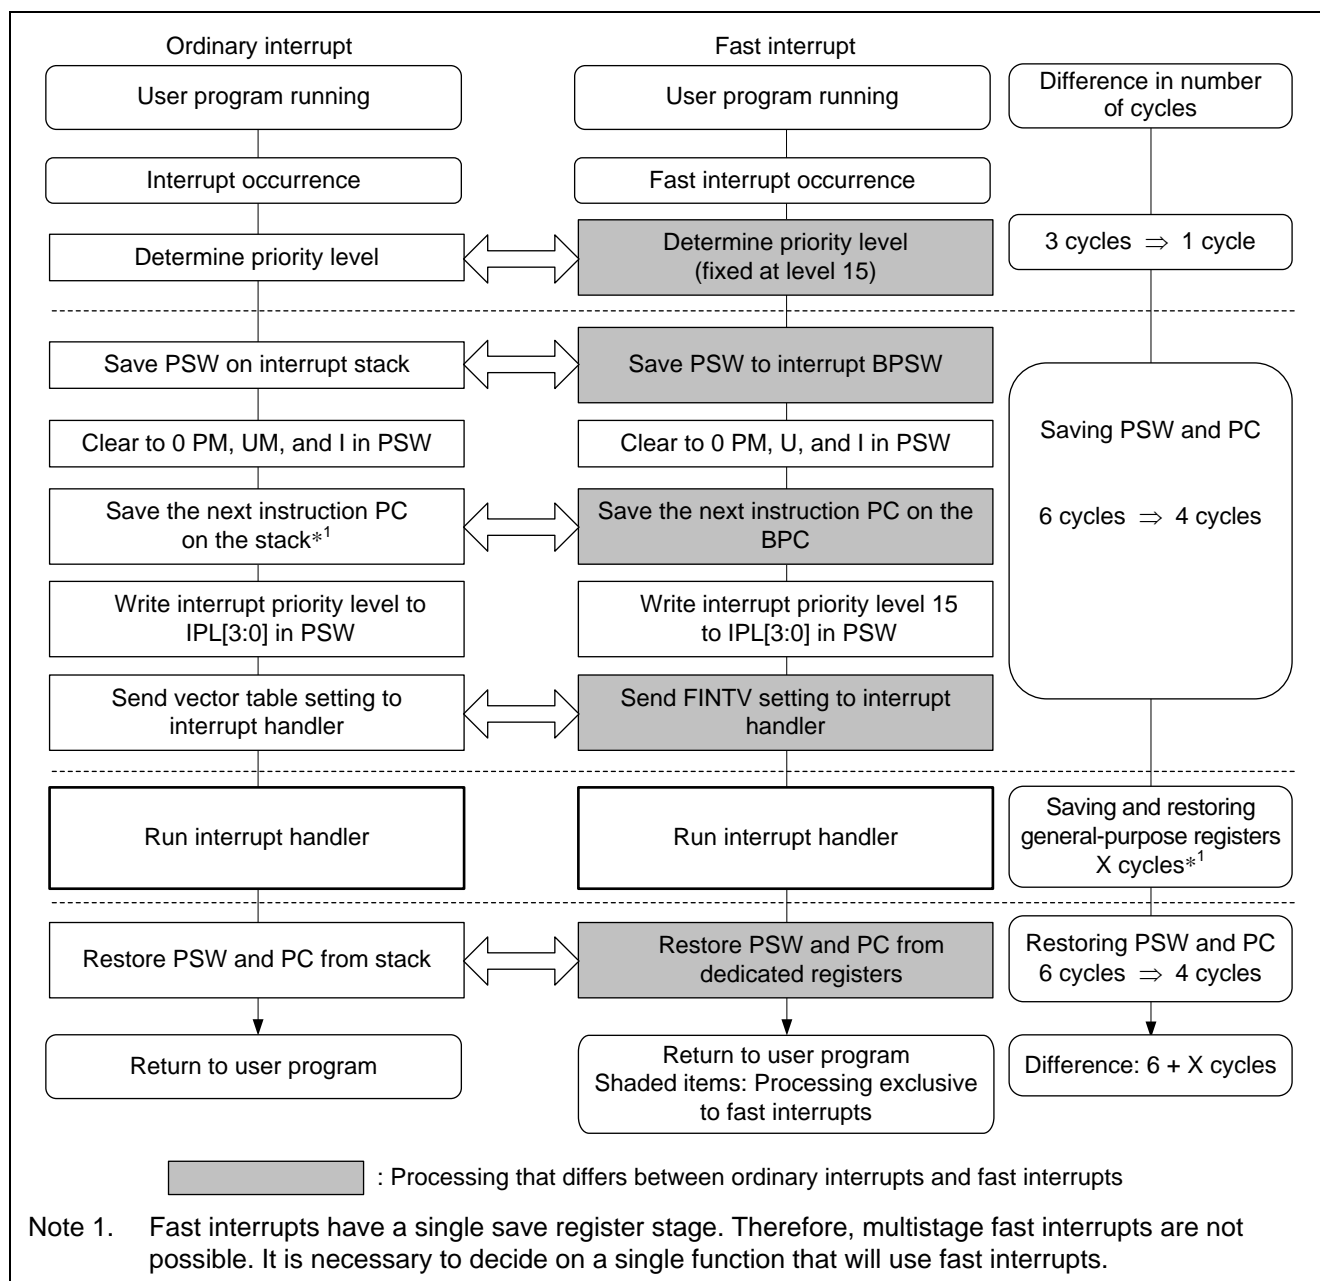 Ordinary interrupt
Fast interrupt
User program running
User program running
Difference in number
of cycles
Interrupt occurrence
Fast interrupt occurrence
Determine priority level
Determine priority level
(fixed at level 15)
3 cycles ⇒ 1 cycle
Save PSW on interrupt stack
Save PSW to interrupt BPSW
Clear to 0 PM, UM, and I in PSW
Clear to 0 PM, U, and I in PSW
Saving PSW and PC
6 cycles ⇒ 4 cycles
Save the next instruction PC
on the stack*1
Save the next instruction PC on the
BPC
Write interrupt priority level to
IPL[3:0] in PSW
Write interrupt priority level 15
to IPL[3:0] in PSW
Send vector table setting to
interrupt handler
Send FINTV setting to interrupt
handler
Run interrupt handler
Run interrupt handler
Saving and restoring
general-purpose registers
X cycles*1
Restore PSW and PC from stack
Restore PSW and PC from
dedicated registers
Restoring PSW and PC
6 cycles ⇒ 4 cycles
Return to user program
Return to user program
Shaded items: Processing exclusive
to fast interrupts
Difference: 6 + X cycles
: Processing that differs between ordinary interrupts and fast interrupts
Note 1. Fast interrupts have a single save register stage. Therefore, multistage fast interrupts are not
possible. It is necessary to decide on a single function that will use fast interrupts.